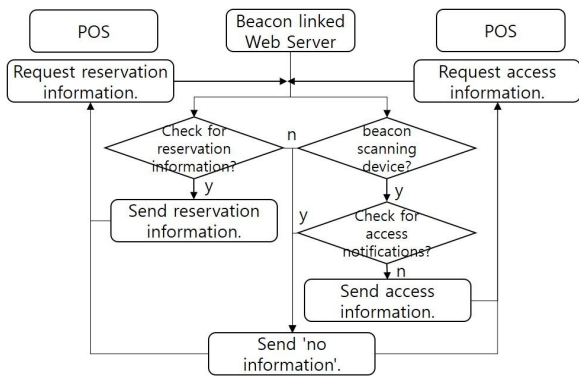 POS
Beacon linked
Web Server
POS
Request reservation
information.
Request access
information.
Check for
reservation
information?
n
beacon
scanning
device?
y
y
Send reservation
information.
y
Check for
access
notifications?
n
Send access
information.
Send 'no
information'.